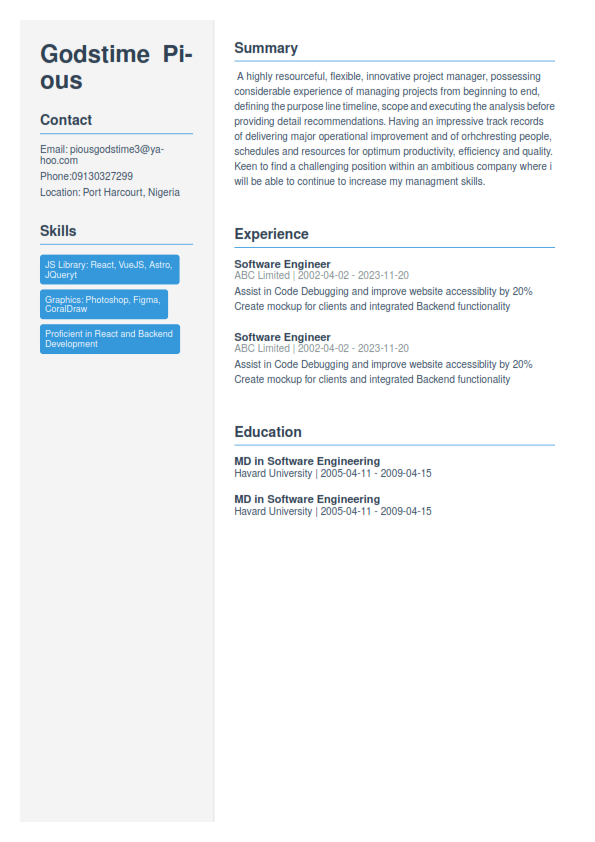 Godstime Pi-
ous
Contact
Email: piousgodstime3@ya-
hoo.com
Phone:09130327299
Location: Port Harcourt, Nigeria
Skills
JS Library: React, VueJS, Astro,
JQueryt
Graphics: Photoshop, Figma,
CoralDraw
Proficient in React and Backend
Development
Summary
A highly resourceful, flexible, innovative project manager, possessing
considerable experience of managing projects from beginning to end,
defining the purpose line timeline, scope and executing the analysis before
providing detail recommendations. Having an impressive track records
of delivering major operational improvement and of orhchresting people,
schedules and resources for optimum productivity, efficiency and quality.
Keen to find a challenging position within an ambitious company where i
will be able to continue to increase my managment skills.
Experience
Software Engineer
ABC Limited | 2002-04-02 - 2023-11-20
Assist in Code Debugging and improve website accessiblity by 20%
Create mockup for clients and integrated Backend functionality
Software Engineer
ABC Limited | 2002-04-02 - 2023-11-20
Assist in Code Debugging and improve website accessiblity by 20%
Create mockup for clients and integrated Backend functionality
Education
MD in Software Engineering
Havard University | 2005-04-11 - 2009-04-15
MD in Software Engineering
Havard University | 2005-04-11 - 2009-04-15